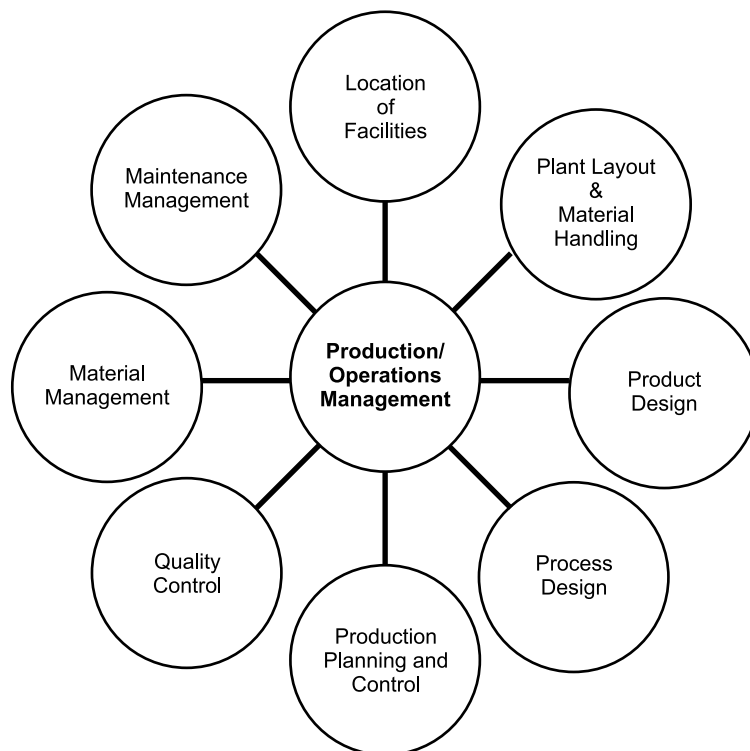 Location
of
Facilities
Plant Layout
&
Material
Handling
Product
Design
Process
Design
Production
Planning and
Control
Quality
Control
Material
Management
Maintenance
Management
Production/
Operations
Management